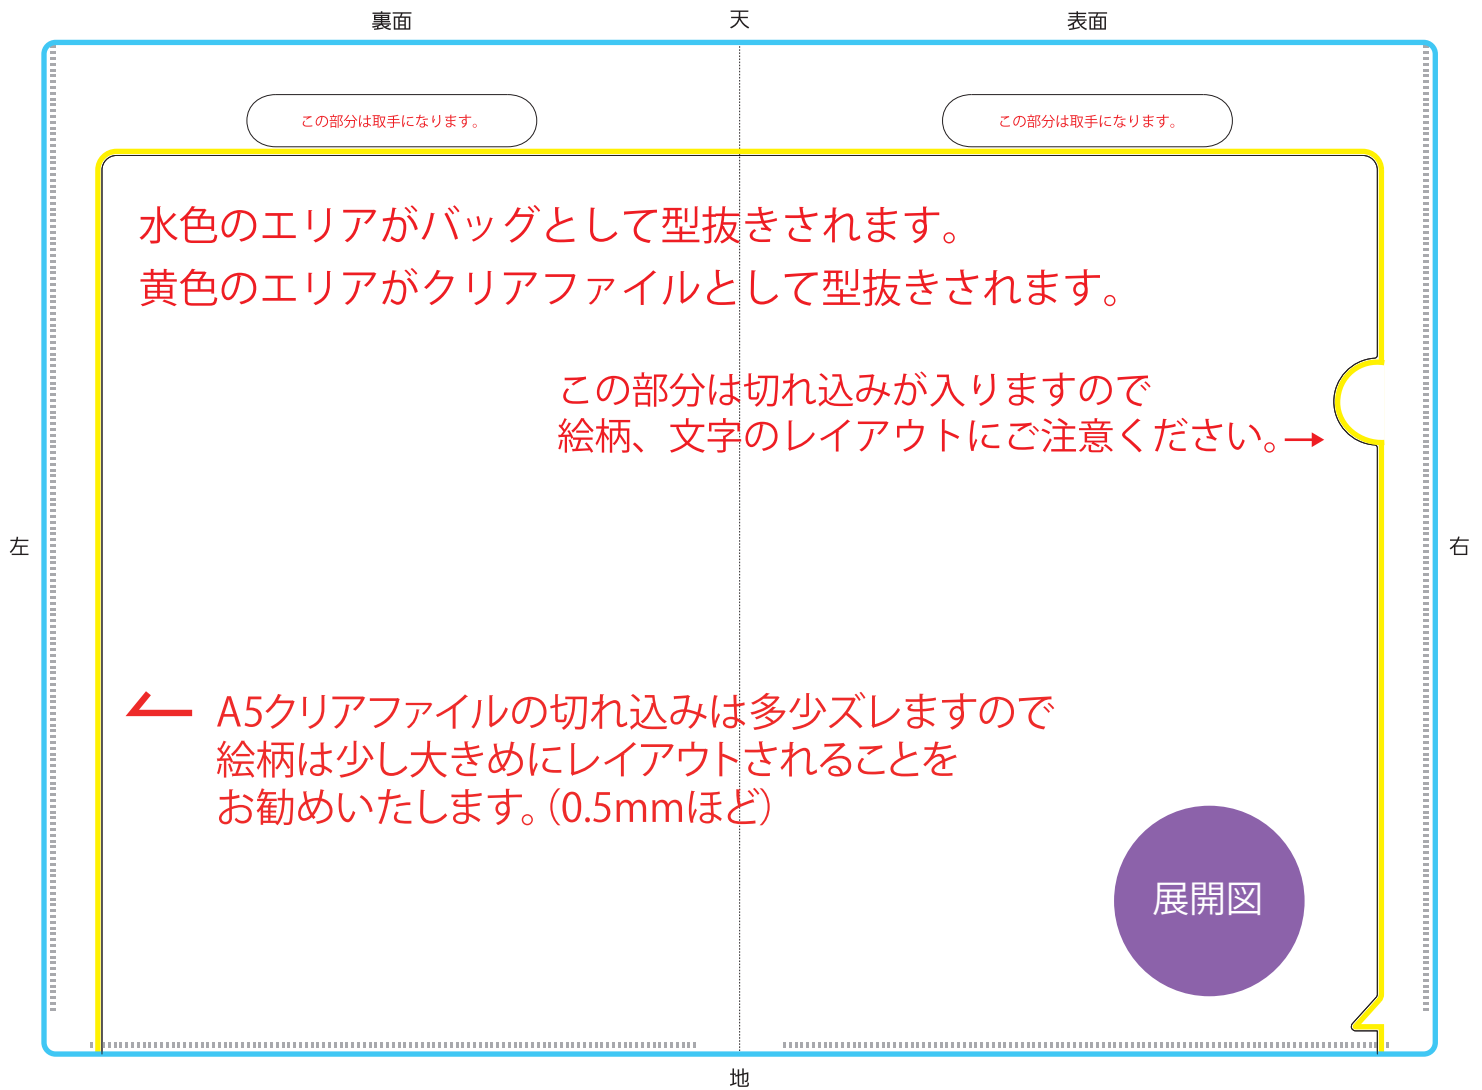 裏面
天
表面
この部分は取手になります。
この部分は取手になります。
水色のエリアがバッグとして型抜きされます。
黄色のエリアがクリアファイルとして型抜きされます。
この部分は切れ込みが入りますので
絵柄、文字のレイアウトにご注意ください。→
左
右
A5クリアファイルの切れ込みは多少ズレますので
絵柄は少し大きめにレイアウトされることを
お勧めいたします。（0.5mmほど）
展開図
地